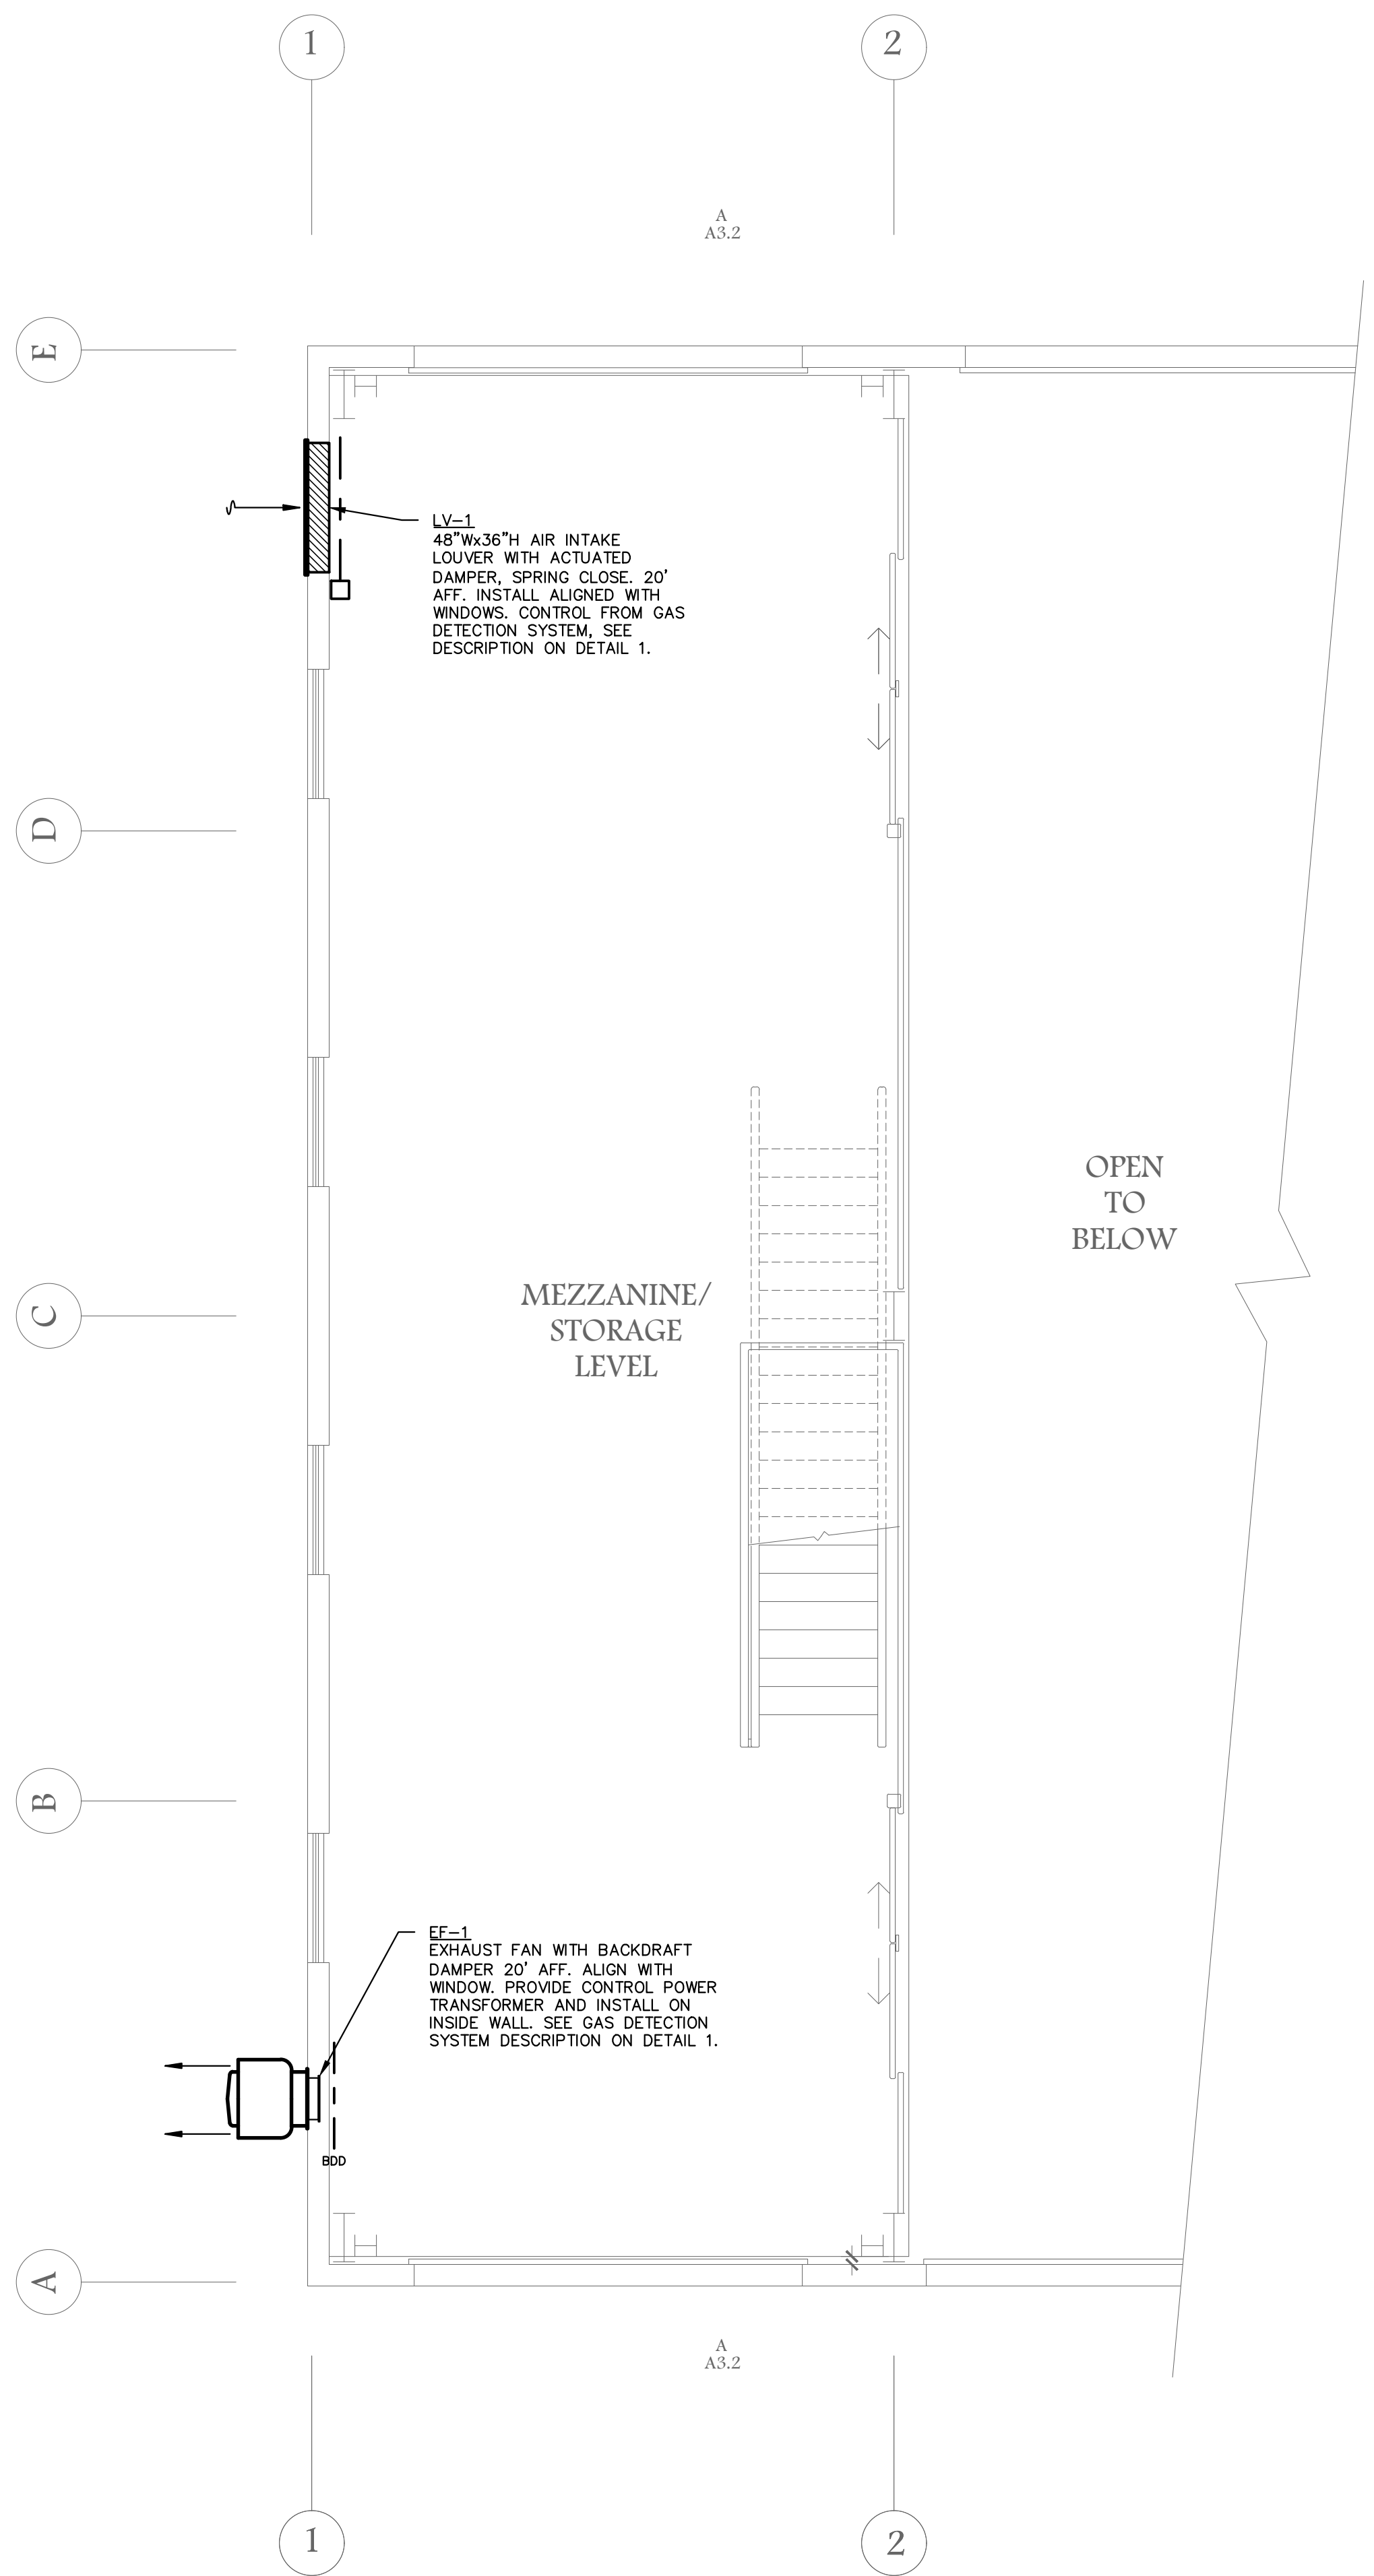 1
2
A
A3.2
E
LV-1
48"Wx36"H AIR INTAKE
LOUVER WITH ACTUATED
DAMPER, SPRING CLOSE. 20'
AFF. INSTALL ALIGNED WITH
WINDOWS. CONTROL FROM GAS
DETECTION SYSTEM, SEE
DESCRIPTION ON DETAIL 1.
D
OPEN
TO
BELOW
C
MEZZANINE/
STORAGE
LEVEL
B
EF-1
EXHAUST FAN WITH BACKDRAFT
DAMPER 20' AFF. ALIGN WITH
WINDOW. PROVIDE CONTROL POWER
TRANSFORMER AND INSTALL ON
INSIDE WALL. SEE GAS DETECTION
SYSTEM DESCRIPTION ON DETAIL 1.
BDD
A
A
A3.2
1
2